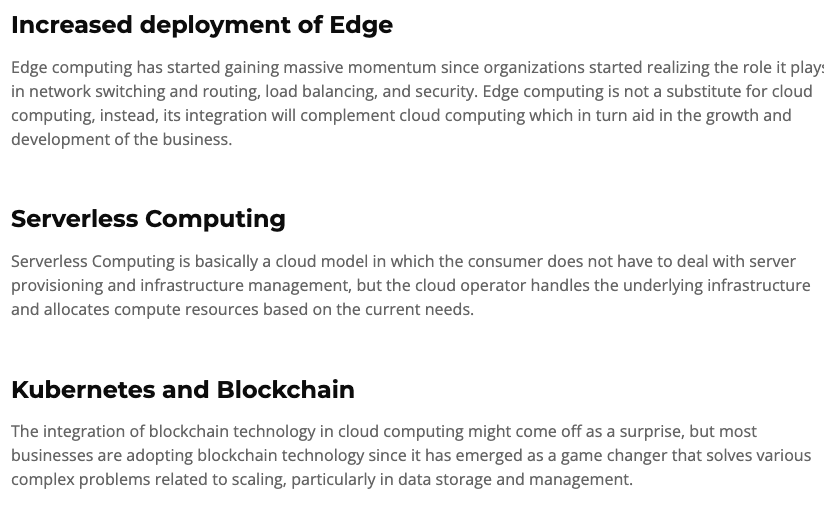 Increased deployment of Edge
Edge computing has started gaining massive momentum since organizations started realizing the role it plays
in network switching and routing, load balancing, and security. Edge computing is not a substitute for cloud
computing, instead, its integration will complement cloud computing which in turn aid in the growth and
development of the business.
Serverless Computing
Serverless Computing is basically a cloud model in which the consumer does not have to deal with server
provisioning and infrastructure management, but the cloud operator handles the underlying infrastructure
and allocates compute resources based on the current needs.
Kubernetes and Blockchain
The integration of blockchain technology in cloud computing might come off as a surprise, but most
businesses are adopting blockchain technology since it has emerged as a game changer that solves various
complex problems related to scaling, particularly in data storage and management.